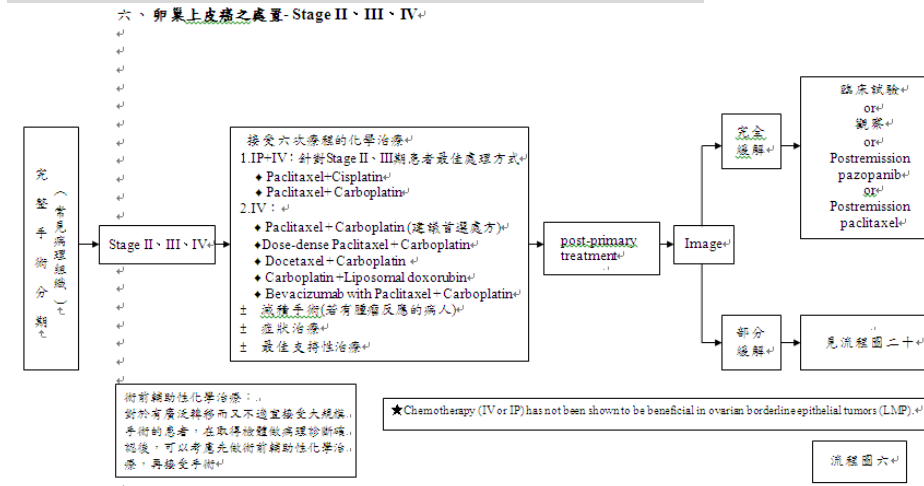 六、卵巢上皮癌之處置- Stage II、III、IV
完整手術分期
(常見病理組織)
Stage II、III、IV
接受六次療程的化學治療
1.IP+IV：針對Stage II、III期患者最佳處理方式
◆ Paclitaxel+Cisplatin
◆ Paclitaxel+ Carboplatin
2.IV：
◆ Paclitaxel + Carboplatin (建議首選處方)
◆Dose-dense Paclitaxel + Carboplatin
◆ Docetaxel + Carboplatin
◆ Carboplatin +Liposomal doxorubin
◆ Bevacizumab with Paclitaxel + Carboplatin
± 減積手術(若有腫瘤反應的病人)
± 症狀治療
± 最佳支持性治療
post-primary
treatment
Image
完全
緩解
臨床試驗
or
觀察
or
Postremission
pazopanib
or
Postremission
paclitaxel
部分
緩解
見流程圖二十
術前輔助性化學治療：
對於有廣泛轉移而又不適宜接受大規模
手術的患者，在取得檢體做病理診斷確
認後，可以考慮先做術前輔助性化學治
療，再接受手術
★Chemotherapy (IV or IP) has not been shown to be beneficial in ovarian borderline epithelial tumors (LMP).
流程圖六